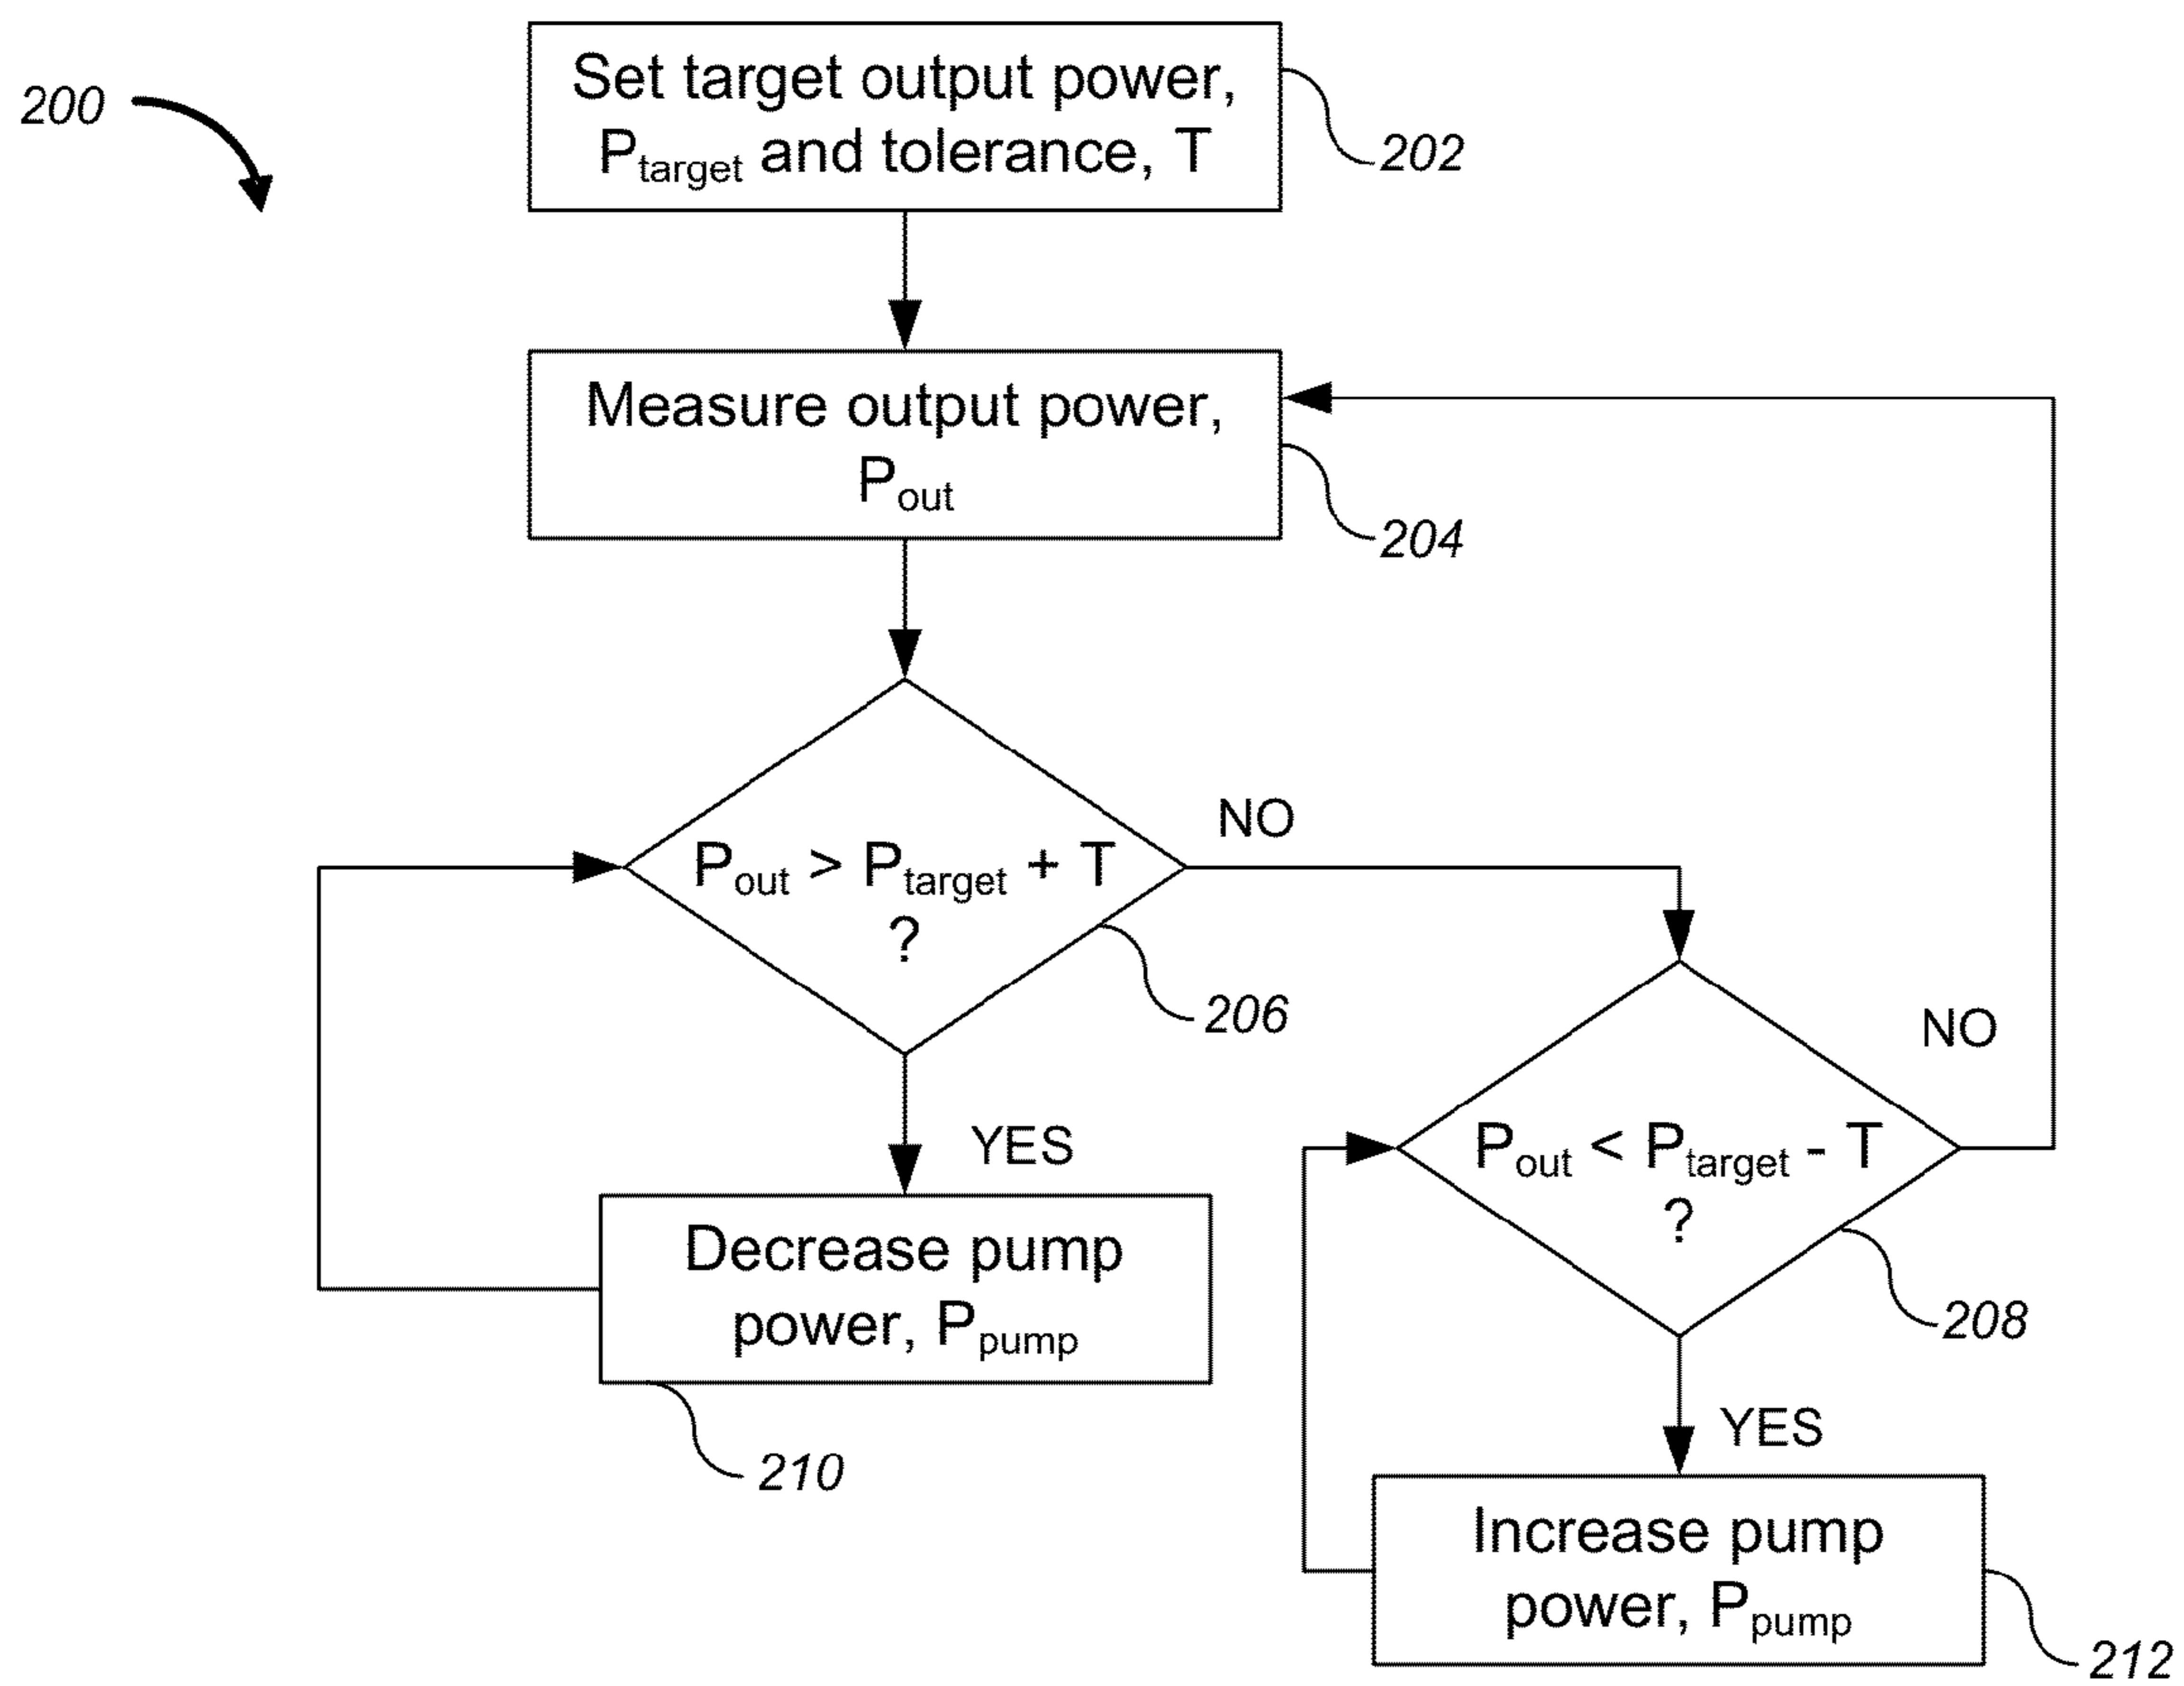 200
Set target output power,
Ptarget and tolerance, T
202
Measure output power,
Pout
204
Pout > Ptarget + T
?
NO
206
YES
Decrease pump
power, Ppump
210
Pout < Ptarget - T
?
NO
208
YES
Increase pump
power, Ppump
212